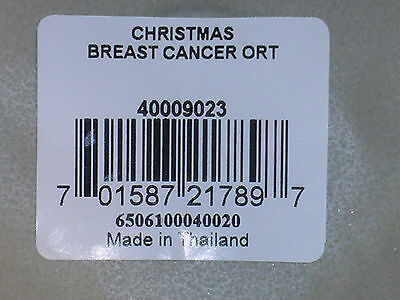 CHRISTMAS
BREAST CANCER ORT
40009023
7 01587 21789 7
6506100040020
Made in Thailand